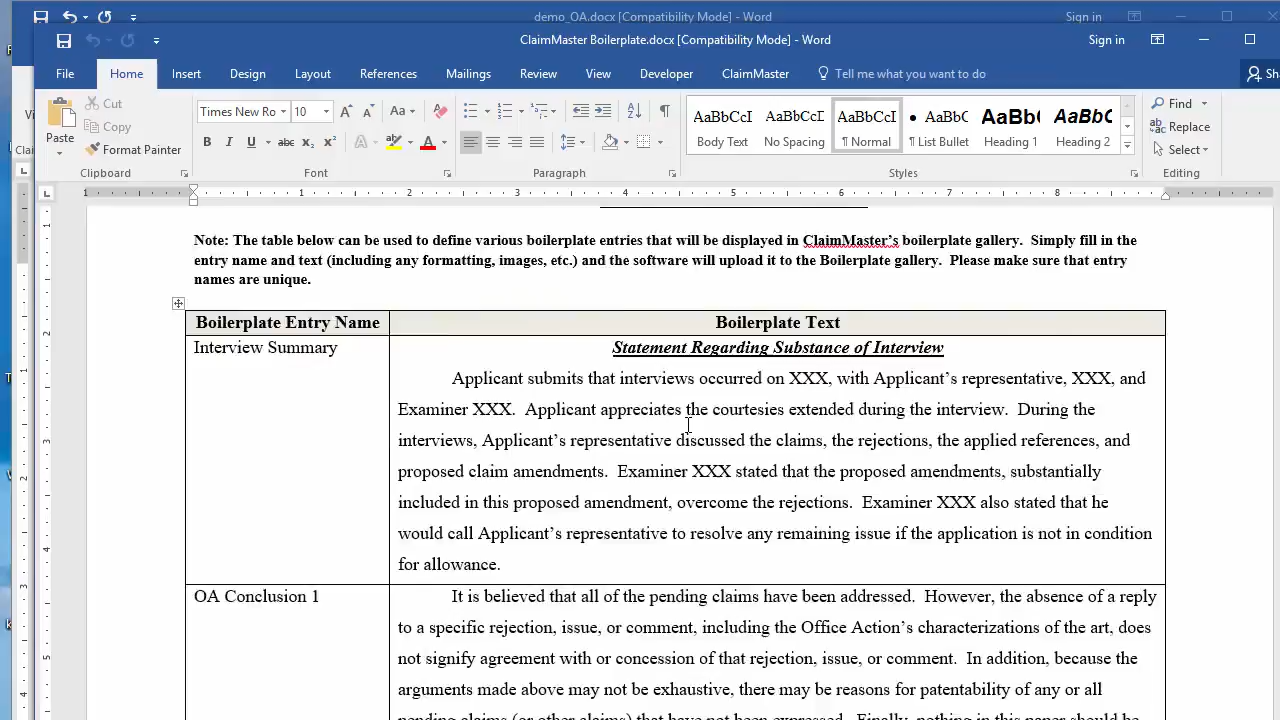 demo_OA.docx [Compatibility Mode] - Word
Sign in
ClaimMaster Boilerplate.docx [Compatibility Mode] - Word
Sign in
File Home Insert Design Layout References Mailings Review View Developer ClaimMaster Tell me what you want to do
Cut
Copy
Paste
Format Painter
Clipboard
Times New Ro 10
Aa
B I U abc x₂ x²
Font
Paragraph
AaBbCcI AaBbCcI AaBbCcI AaBbC AaBb AaBbC
Body Text No Spacing ¶ Normal ¶ List Bullet Heading 1 Heading 2
Styles
Find
Replace
Select
Editing
1 1 2 3 4 5 6 7 8
Note: The table below can be used to define various boilerplate entries that will be displayed in ClaimMaster's boilerplate gallery. Simply fill in the
entry name and text (including any formatting, images, etc.) and the software will upload it to the Boilerplate gallery. Please make sure that entry
names are unique.
Boilerplate Entry Name Boilerplate Text
Interview Summary
Statement Regarding Substance of Interview
Applicant submits that interviews occurred on XXX, with Applicant's representative, XXX, and
Examiner XXX. Applicant appreciates the courtesies extended during the interview. During the
interviews, Applicant's representative discussed the claims, the rejections, the applied references, and
proposed claim amendments. Examiner XXX stated that the proposed amendments, substantially
included in this proposed amendment, overcome the rejections. Examiner XXX also stated that he
would call Applicant's representative to resolve any remaining issue if the application is not in condition
for allowance.
OA Conclusion 1
It is believed that all of the pending claims have been addressed. However, the absence of a reply
to a specific rejection, issue, or comment, including the Office Action's characterizations of the art, does
not signify agreement with or concession of that rejection, issue, or comment. In addition, because the
arguments made above may not be exhaustive, there may be reasons for patentability of any or all
pending claims (or other claims) that have not been expressed. Finally, nothing in this paper should be